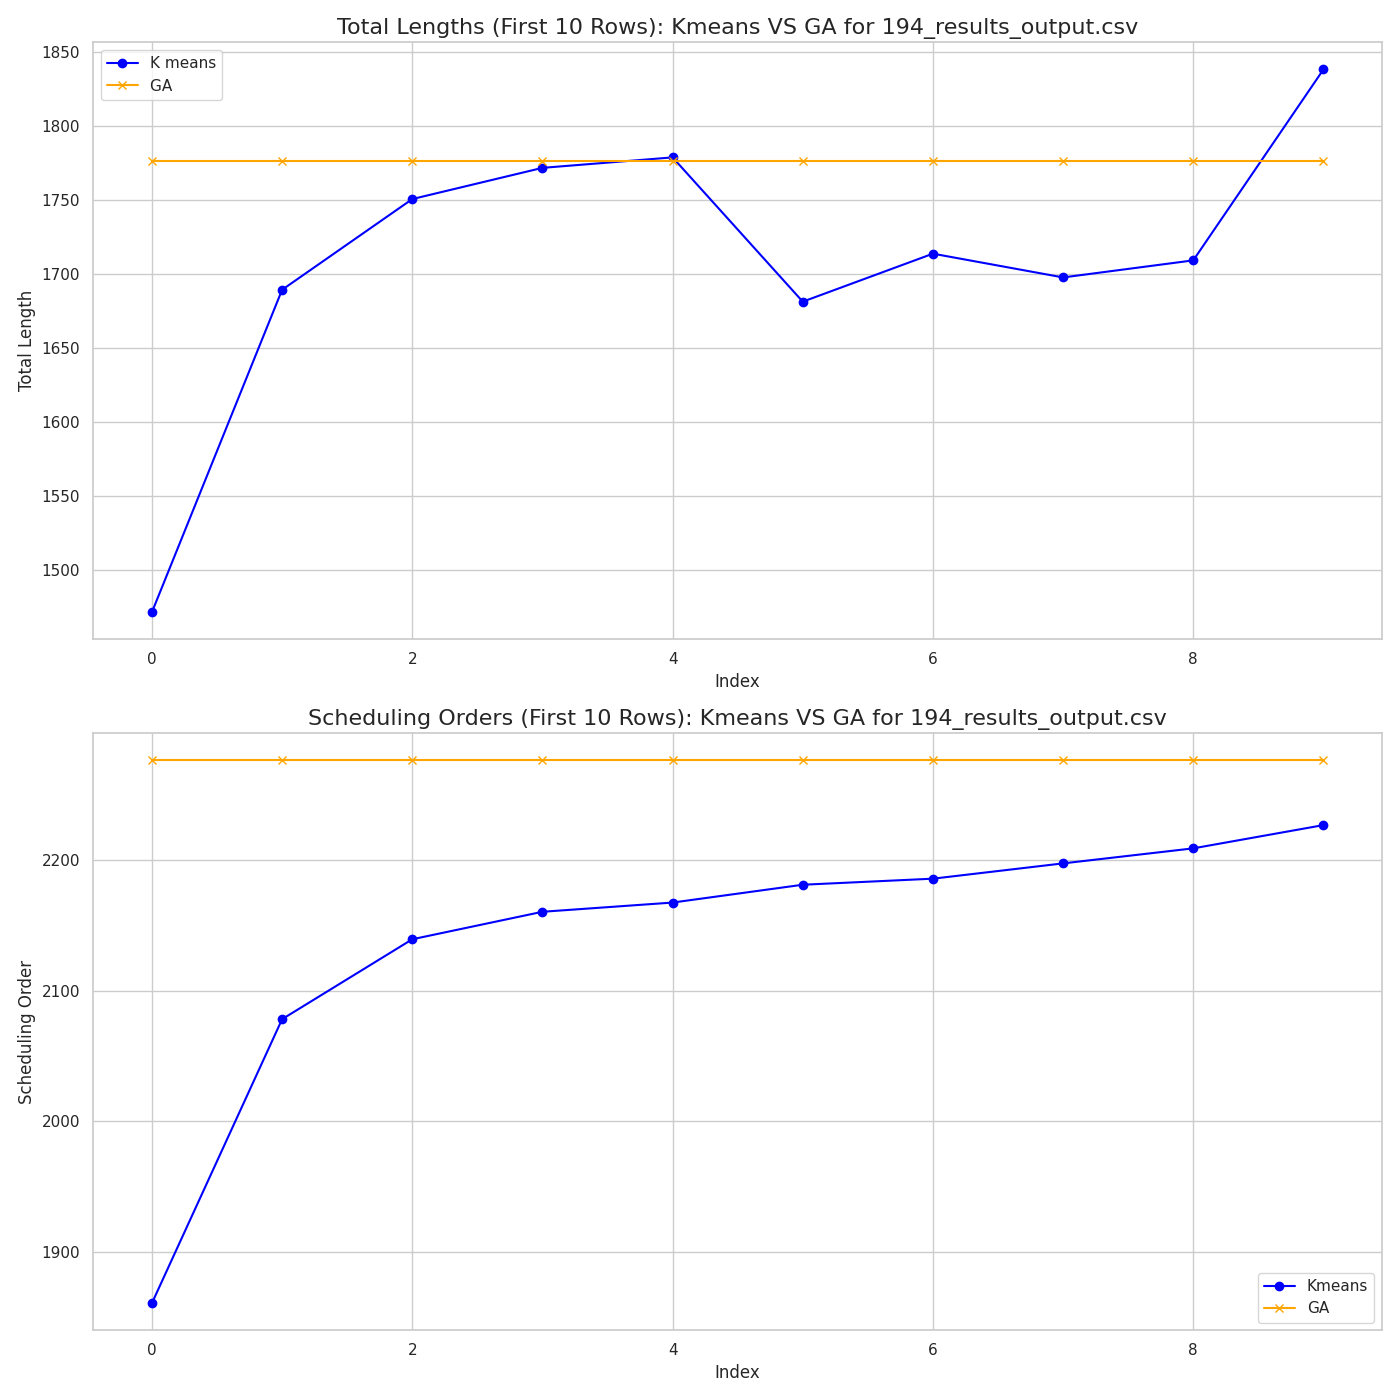 Total Lengths (First 10 Rows): Kmeans VS GA for 194_results_output.csv
K means
GA
Total Length
1850
1800
1750
1700
1650
1600
1550
1500
0 2 4 6 8
Index
Scheduling Orders (First 10 Rows): Kmeans VS GA for 194_results_output.csv
Scheduling Order
2200
2100
2000
1900
Kmeans
GA
0 2 4 6 8
Index